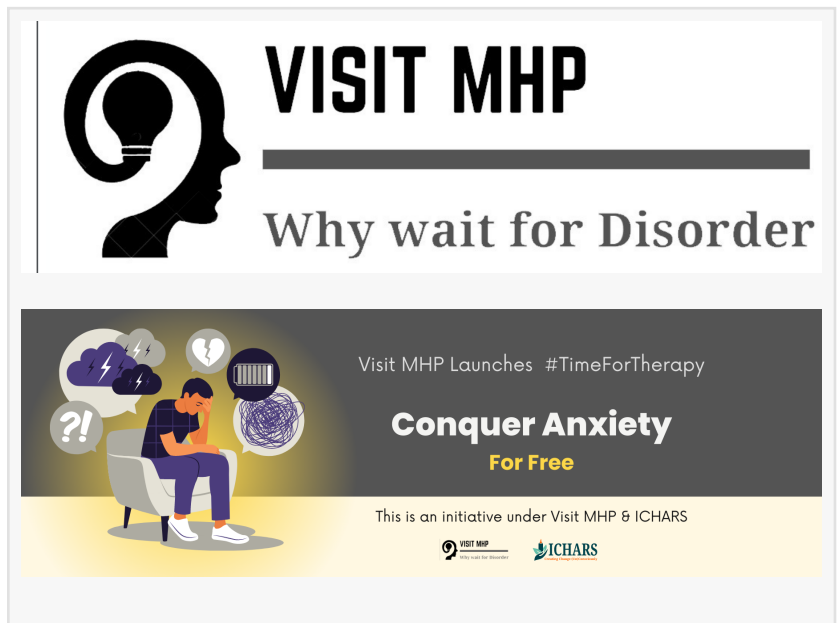 VISIT MHP
Why wait for Disorder
?!
Visit MHP Launches #TimeForTherapy
Conquer Anxiety
For Free
This is an initiative under Visit MHP & ICHARS
VISIT MHP
Why wait for Disorder
ICHARS